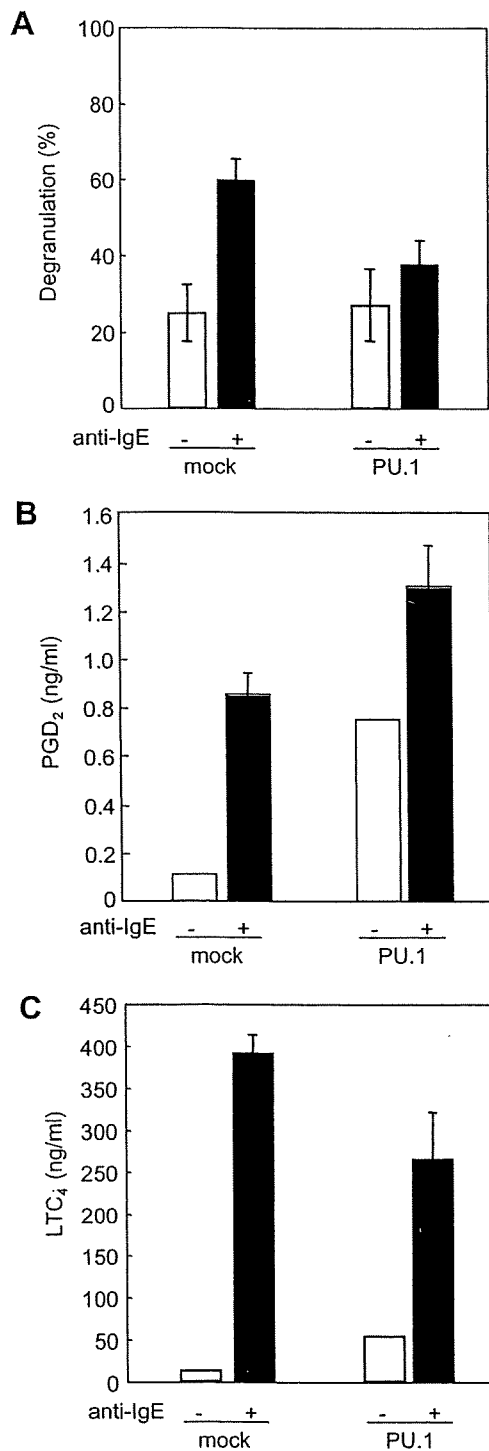 A
100
80
60
40
20
0
Degranulation (%)
anti-IgE - + - +
mock PU.1
B
1.6
1.4
1.2
1.0
0.8
0.6
0.4
0.2
0
PGD2 (ng/ml)
anti-IgE - + - +
mock PU.1
C
450
400
350
300
250
200
150
100
50
0
LTC4 (ng/ml)
anti-IgE - + - +
mock PU.1